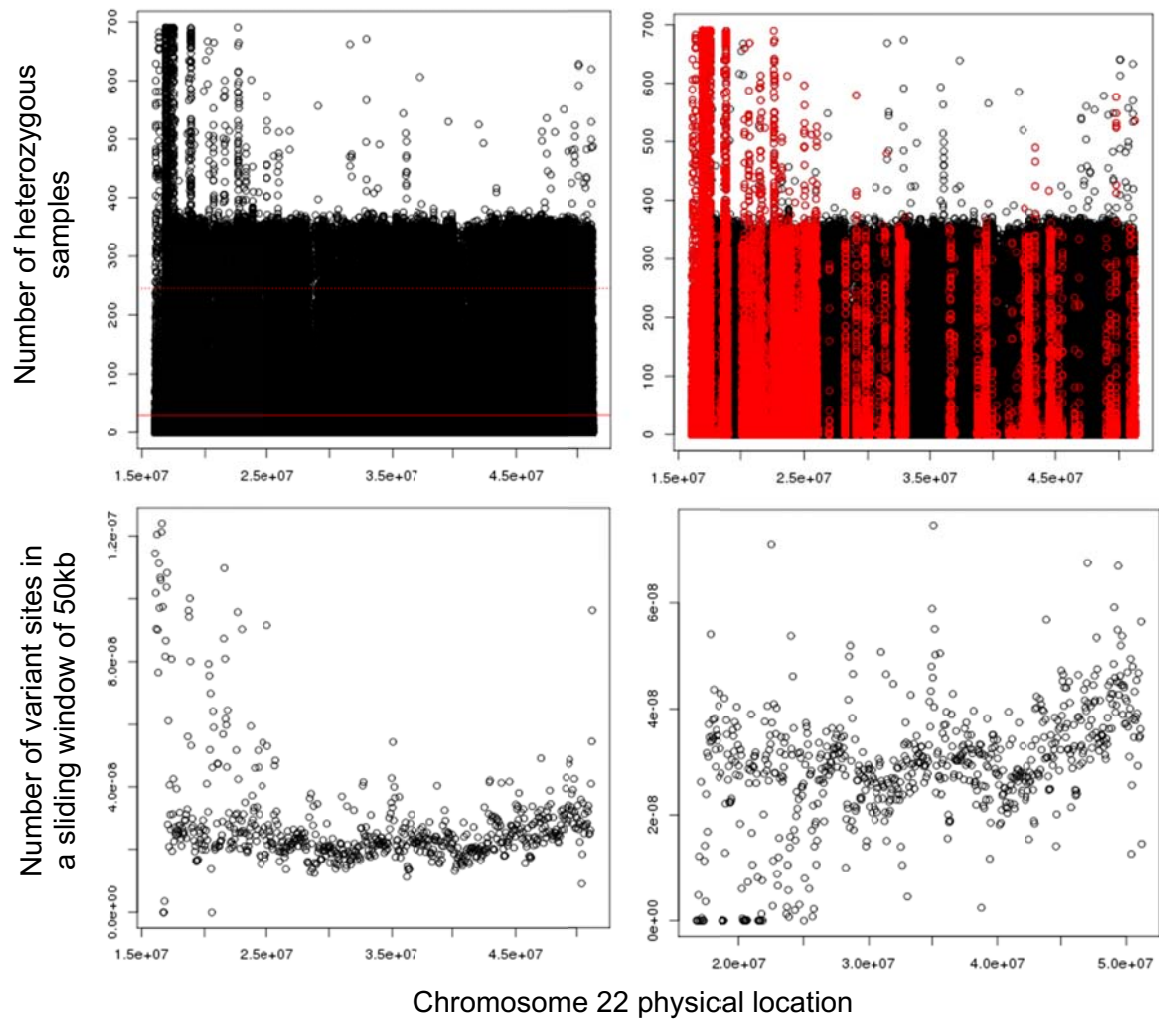 Number of heterozygous
samples
700
600
500
400
300
200
100
0
1.5e+07 2.5e+07 3.5e+07 4.5e+07
700
600
500
400
300
200
100
0
1.5e+07 2.5e+07 3.5e+07 4.5e+07
Number of variant sites in
a sliding window of 50kb
1.2e-07
8.0e-08
4.0e-08
0.0e+00
1.5e+07 2.5e+07 3.5e+07 4.5e+07
6e-08
4e-08
2e-08
0e+00
2.0e+07 3.0e+07 4.0e+07 5.0e+07
Chromosome 22 physical location